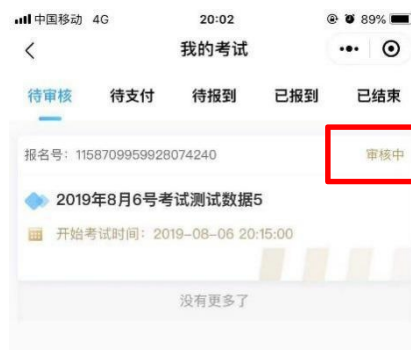 中国移动 4G 20:02 89%
我的考试
待审核 待支付 待报到 已报到 已结束
报名号：1158709959928074240 审核中
2019年8月6号考试测试数据5
开始考试时间：2019-08-06 20:15:00
没有更多了